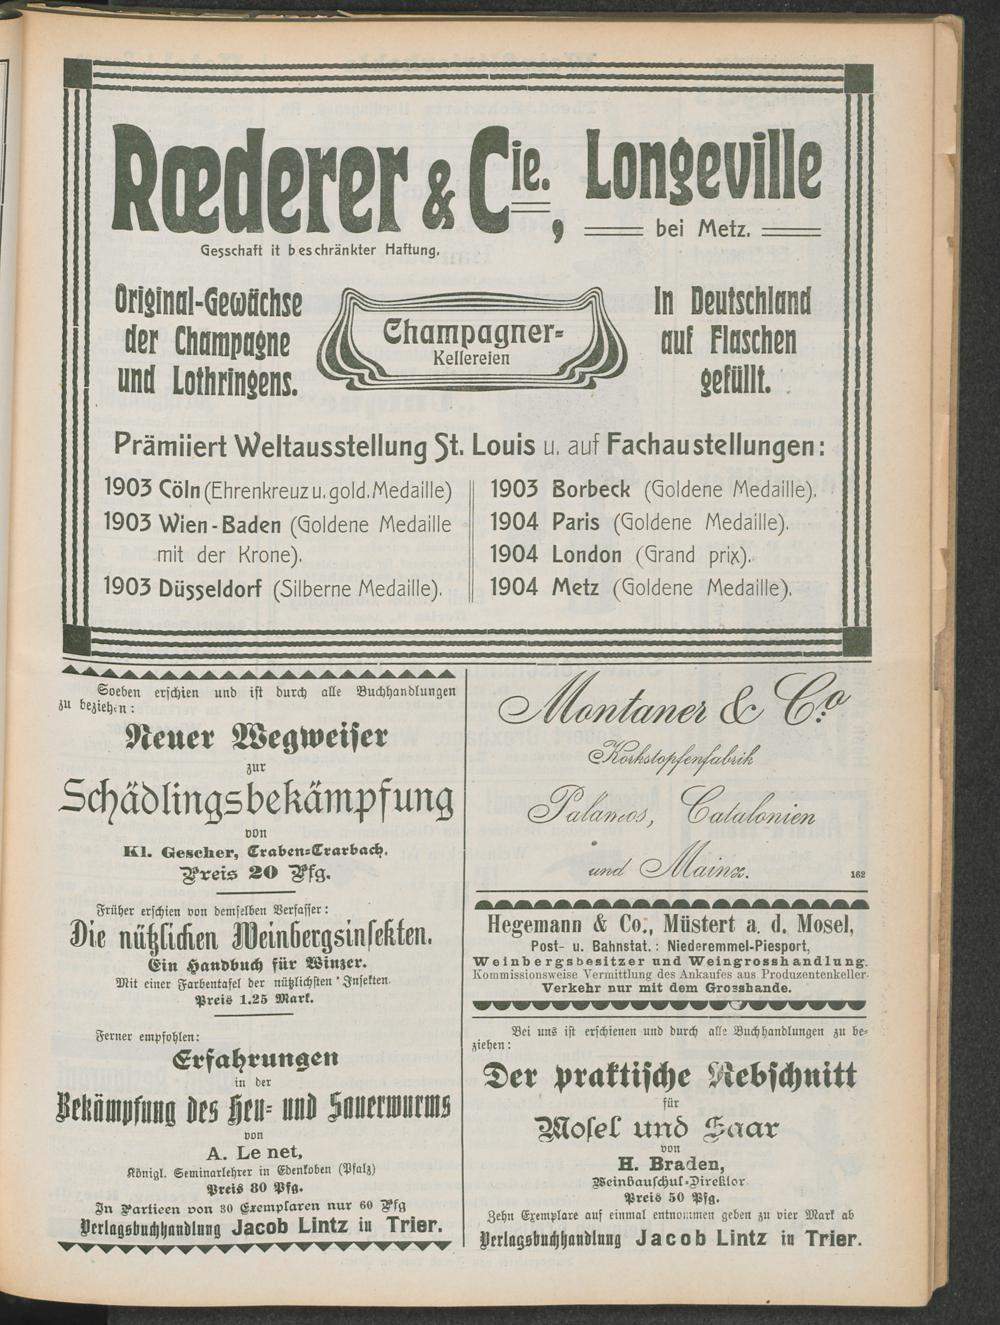 Rœderer & Cie., Longeville
bei Metz.
Gesschaft it beschränkter Haftung.
Original-Gewächse
der Champagne
und Lothringens.
Champagner-
Kellereien
In Deutschland
auf Flaschen
gefüllt.
Prämiiert Weltausstellung St. Louis u. auf Fachaustellungen:
1903 Cöln (Ehrenkreuz u. gold. Medaille)
1903 Wien-Baden (Goldene Medaille
mit der Krone).
1903 Düsseldorf (Silberne Medaille).
1903 Borbeck (Goldene Medaille).
1904 Paris (Goldene Medaille).
1904 London (Grand prix).
1904 Metz (Goldene Medaille).
Soeben erschien und ist durch alle Buchhandlungen
zu beziehen:
Neuer Wegweiser
zur
Schädlingsbekämpfung
von
Kl. Gescher, Traben-Trarbach.
Preis 20 Pfg.
Früher erschien von demselben Verfasser:
Die nützlichen Weinbergsinsekten.
Ein Handbuch für Winzer.
Mit einer Farbentafel der nützlichsten Insekten.
Preis 1.25 Mark.
Ferner empfohlen:
Erfahrungen
in der
Bekämpfung des Heu- und Sauerwurms
von
A. Le net,
Königl. Seminarlehrer in Edenkoben (Pfalz)
Preis 80 Pfg.
In Partieen von 30 Exemplaren nur 60 Pfg
Verlagsbuchhandlung Jacob Lintz in Trier.
Montaner & Co.
Korkstopfenfabrik
Palamos, Catalonien
und Mainz.
162
Hegemann & Co., Müstert a. d. Mosel,
Post- u. Bahnstat.: Niederemmel-Piesport,
Weinbergsbesitzer und Weingrosshandlung.
Kommissionsweise Vermittlung des Ankaufes aus Produzentenkeller.
Verkehr nur mit dem Grosshande.
Bei uns ist erschienen und durch alle Buchhandlungen zu be-
ziehen:
Der praktische Rebschnitt
für
Mosel und Saar
von
H. Braden,
Weinbauschul-Direktor
Preis 50 Pfg.
Zehn Exemplare auf einmal entnommen geben zu vier Mark ab
Verlagsbuchhandlung Jacob Lintz in Trier.